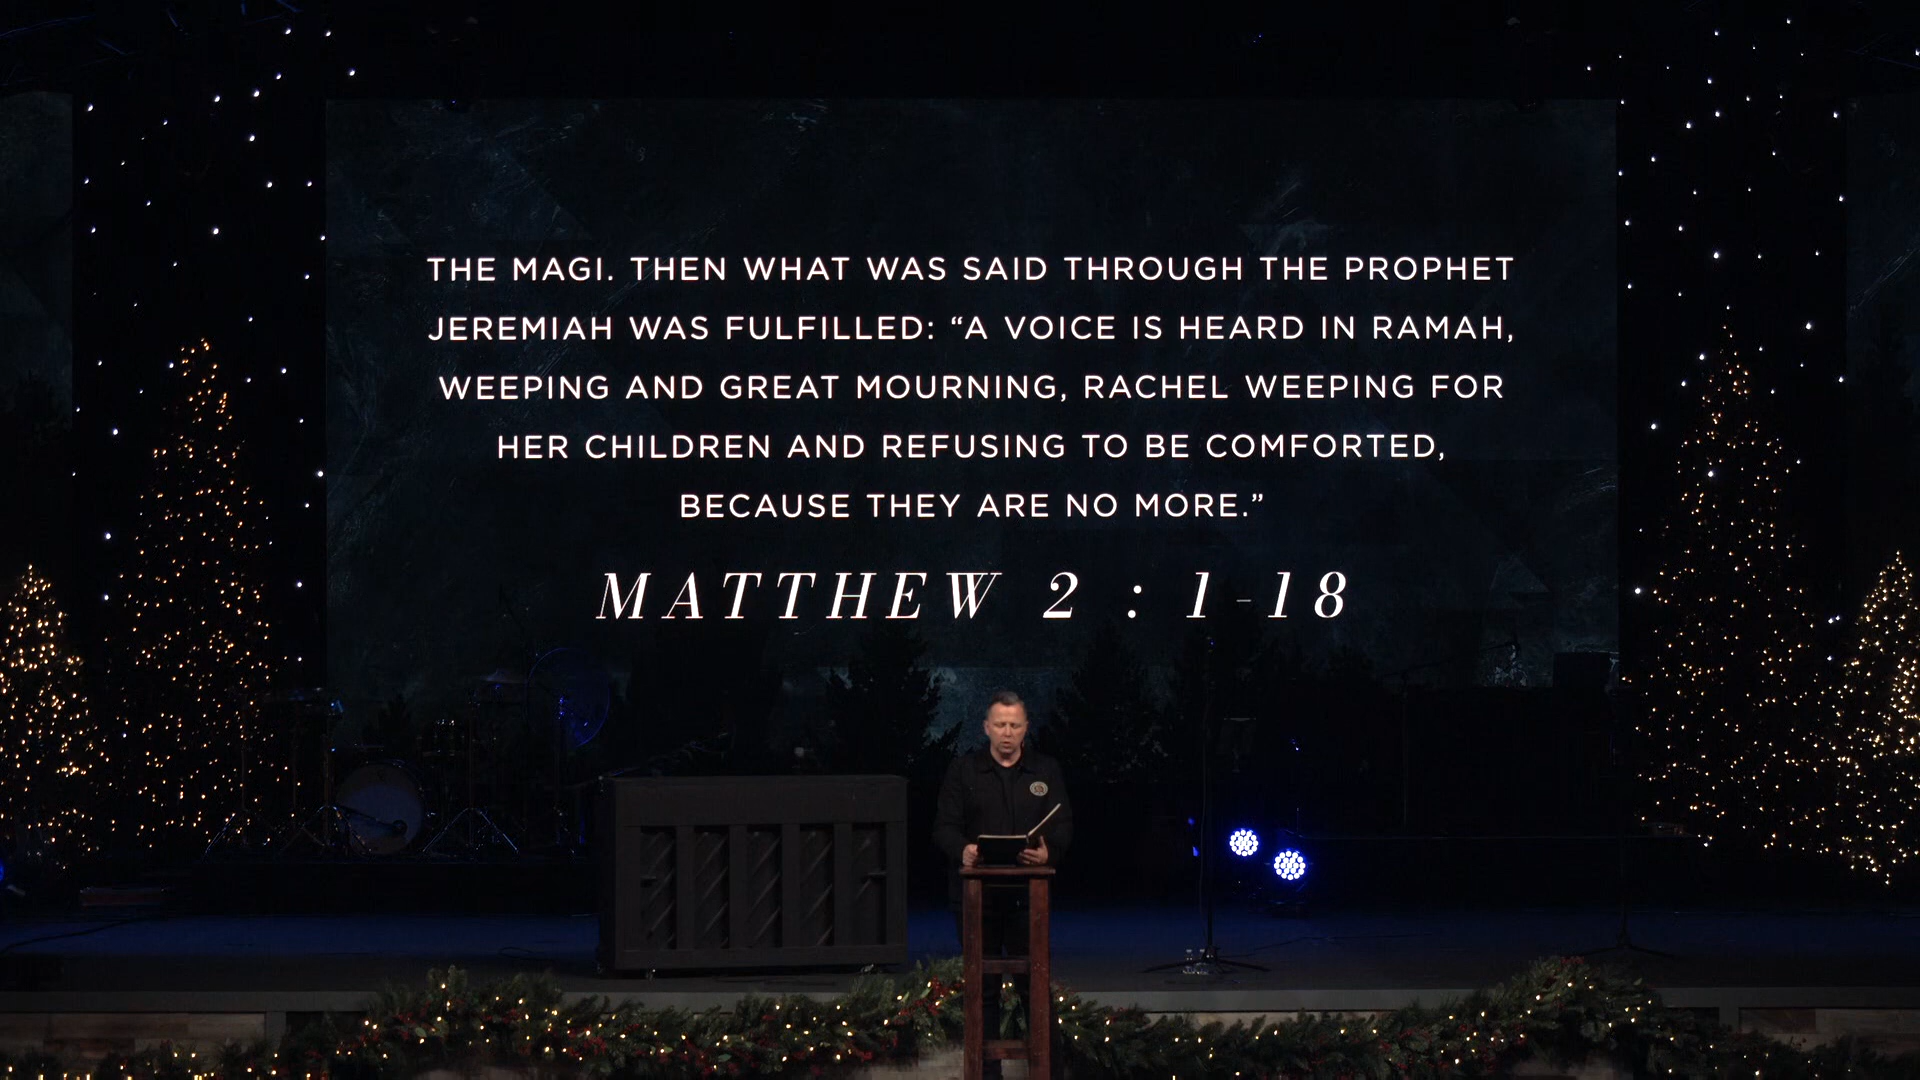 THE MAGI. THEN WHAT WAS SAID THROUGH THE PROPHET
JEREMIAH WAS FULFILLED: “A VOICE IS HEARD IN RAMAH,
WEEPING AND GREAT MOURNING, RACHEL WEEPING FOR
HER CHILDREN AND REFUSING TO BE COMFORTED,
BECAUSE THEY ARE NO MORE.”
MATTHEW 2 : 1-18